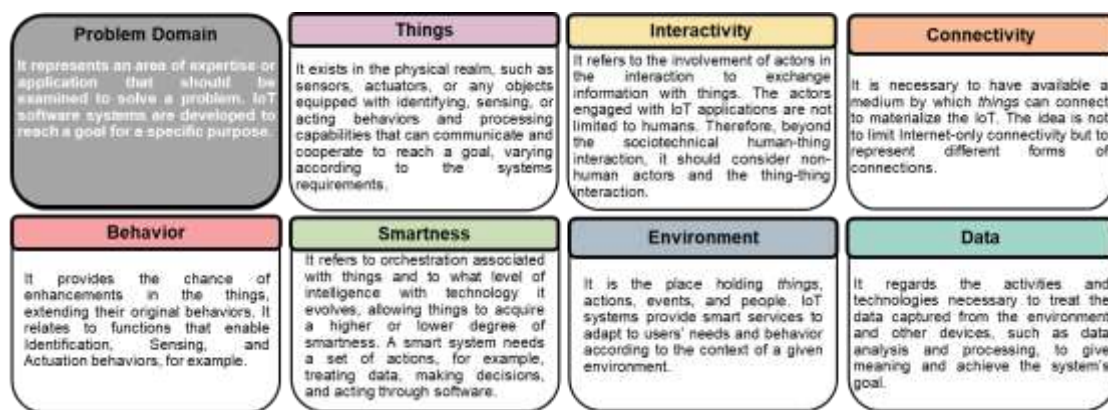 Problem Domain
It represents an area of expertise or
application that should be
examined to solve a problem. IoT
software systems are developed to
reach a goal for a specific purpose.
Things
It exists in the physical realm, such as
sensors, actuators, or any objects
equipped with identifying, sensing, or
acting behaviors and processing
capabilities that can communicate and
cooperate to reach a goal, varying
according to the systems
requirements.
Interactivity
It refers to the involvement of actors in
the interaction to exchange
information with things. The actors
engaged with IoT applications are not
limited to humans. Therefore, beyond
the sociotechnical human-thing
interaction, it should consider non-
human actors and the thing-thing
interaction.
Connectivity
It is necessary to have available a
medium by which things can connect
to materialize the IoT. The idea is not
to limit Internet-only connectivity but to
represent different forms of
connections.
Behavior
It provides the chance of
enhancements in the things,
extending their original behaviors. It
relates to functions that enable
Identification, Sensing, and
Actuation behaviors, for example.
Smartness
It refers to orchestration associated
with things and to what level of
intelligence with technology it
evolves, allowing things to acquire
a higher or lower degree of
smartness. A smart system needs
a set of actions, for example,
treating data, making decisions,
and acting through software.
Environment
It is the place holding things,
actions, events, and people. IoT
systems provide smart services to
adapt to users' needs and behavior
according to the context of a given
environment.
Data
It regards the activities and
technologies necessary to treat the
data captured from the environment
and other devices, such as data
analysis and processing, to give
meaning and achieve the system's
goal.